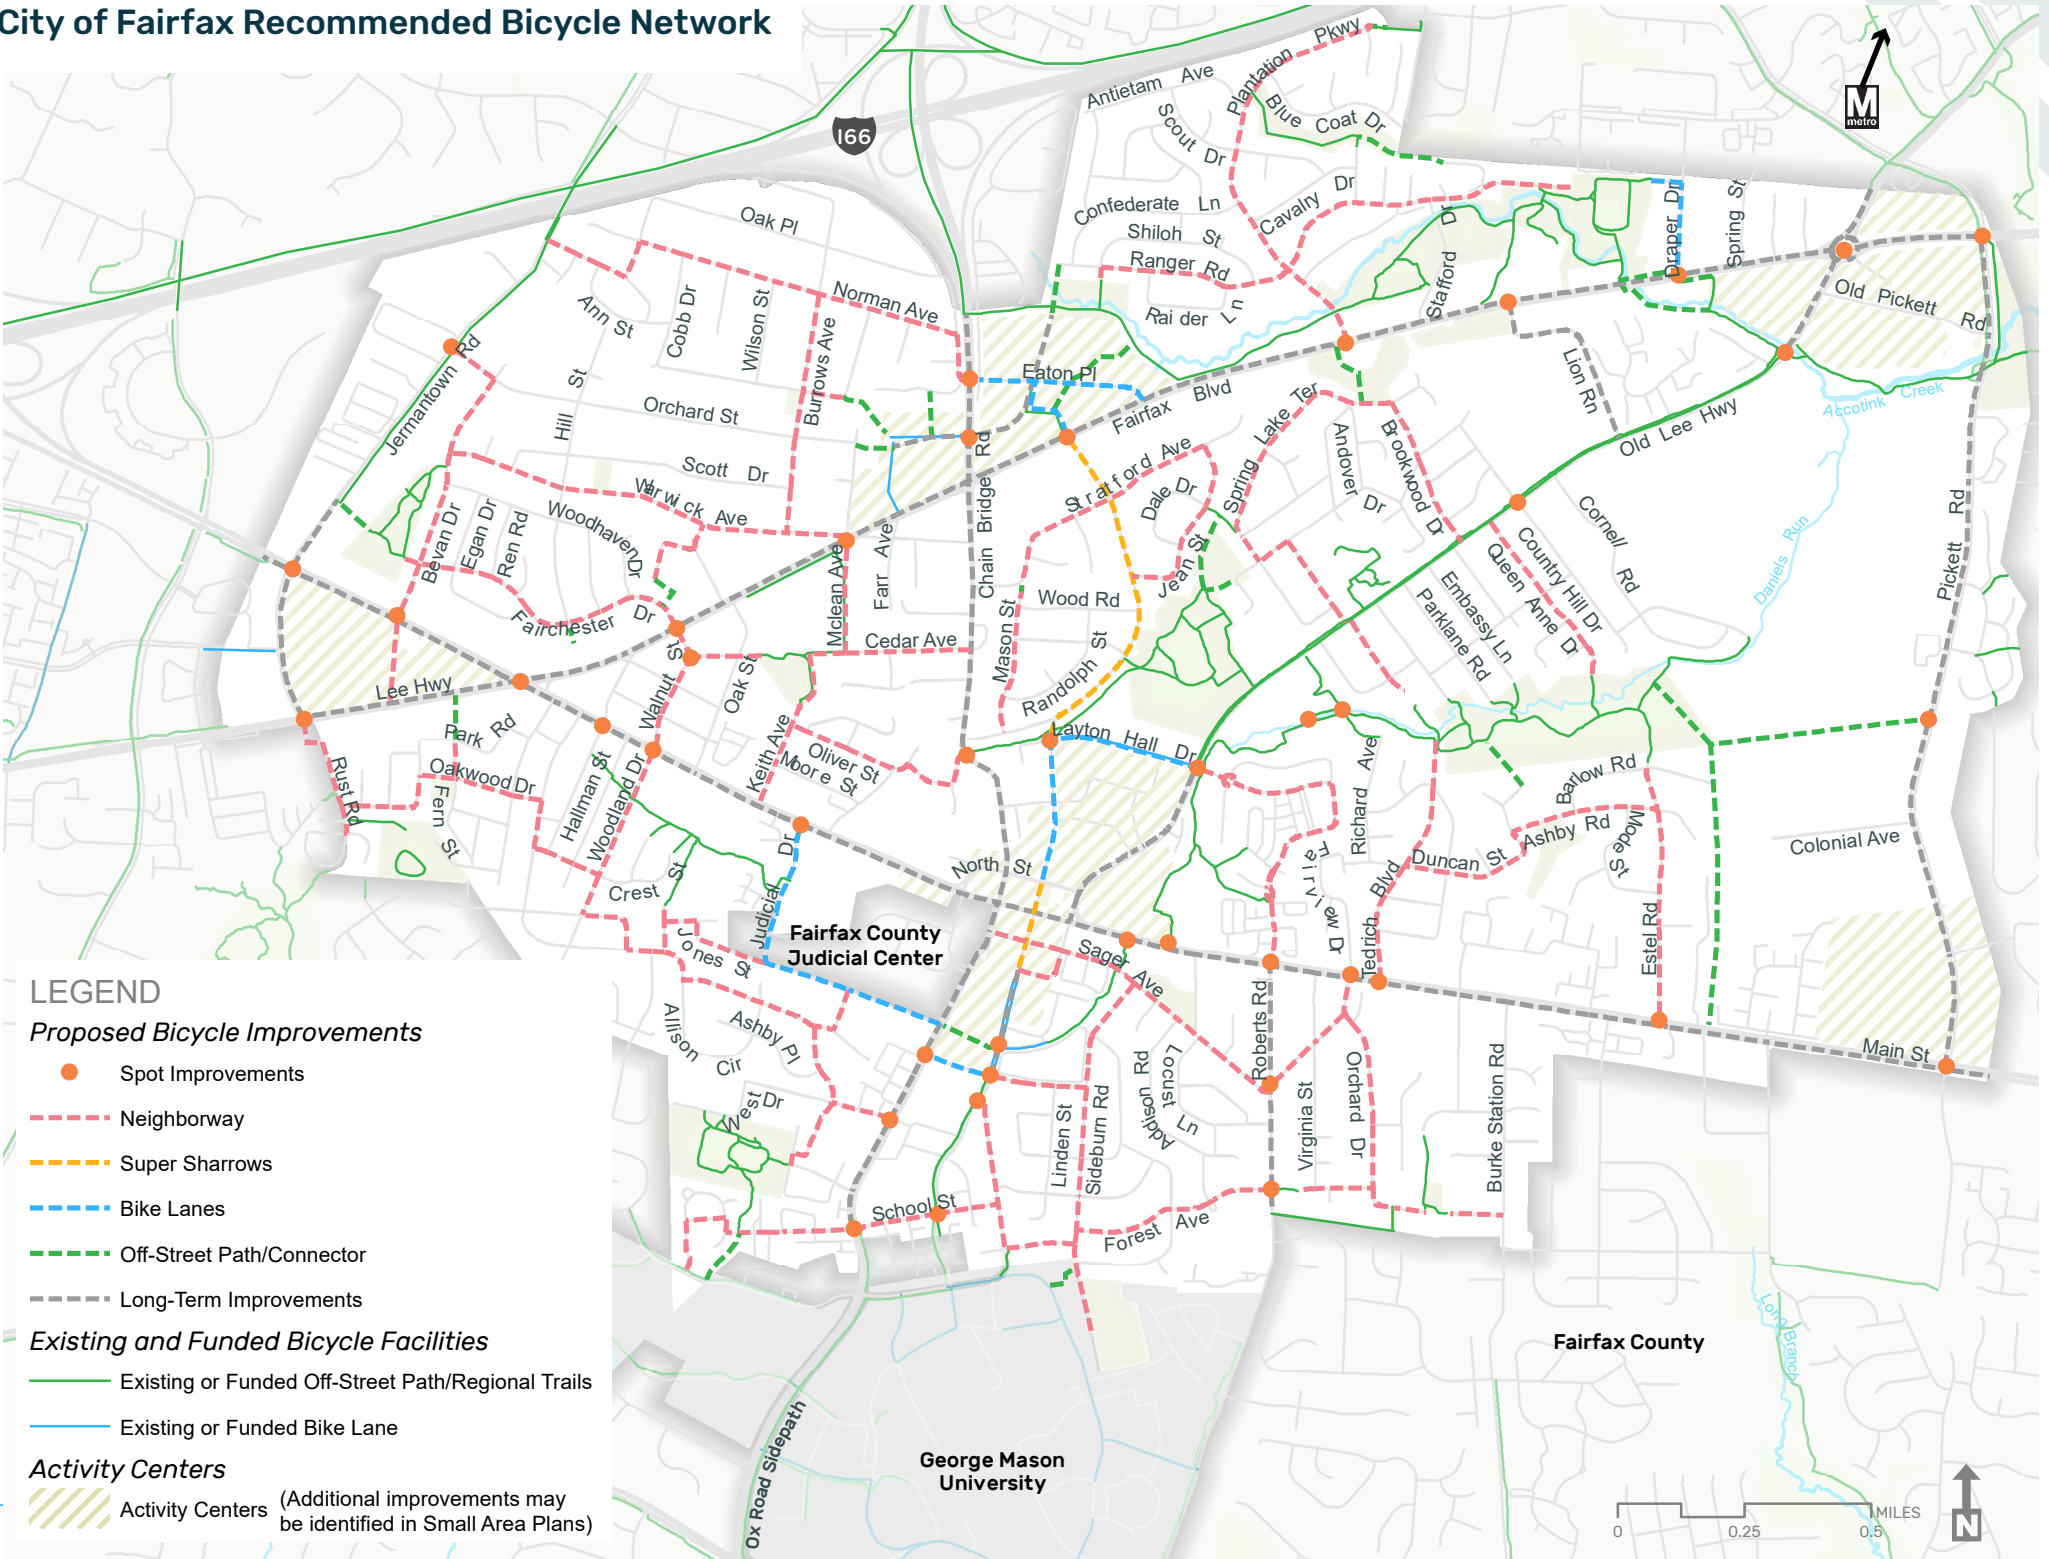 City of Fairfax Recommended Bicycle Network
I66
M
metro
Antietam Ave
Plantation Pkwy
Scout Dr
Blue Coat Dr
Confederate Ln
Shiloh St
Ranger Rd
Raider Ln
Cavalry Dr
Stafford Dr
Draper Dr
Spring St
Old Pickett Rd
Oak Pl
Norman Ave
Ann St
Cobb Dr
Wilson St
Burrows Ave
Jermantown Rd
Hill St
Orchard St
Scott Dr
Warwick Ave
Eaton Pl
Fairfax Blvd
Chain Bridge Rd
Stratford Ave
Dale Dr
Spring Lake Ter
Andover Dr
Brookwood Dr
Lion Rn
Old Lee Hwy
Accotink Creek
Daniels Run
Pickett Rd
Bevan Dr
Egan Dr
Ren Rd
Woodhaven Dr
Fairchester Dr
Mclean Ave
Farr Ave
Cedar Ave
Wood Rd
Mason St
Randolph St
Jean St
Cornell Rd
Country Hill Dr
Queen Anne Dr
Embassy Ln
Parklane Rd
Lee Hwy
Park Rd
Oakwood Dr
Rust Rd
Fern St
Hallman St
Woodland Dr
Walnut St
Oak St
Keith Ave
Oliver St
Moore St
Layton Hall Dr
Crest St
Judicial Dr
North St
Richard Ave
Fairview Dr
Tedrich Blvd
Duncan St
Ashby Rd
Barlow Rd
Mode St
Estel Rd
Colonial Ave
Fairfax County
Judicial Center
Jones St
Allison Cir
Ashby Pl
West Dr
Sager Ave
Roberts Rd
Addison Rd
Locust Ln
Linden St
Sideburn Rd
Virginia St
Orchard Dr
Burke Station Rd
Main St
School St
Forest Ave
Ox Road Sidepath
George Mason
University
Fairfax County
Long Branch
LEGEND
Proposed Bicycle Improvements
Spot Improvements
Neighborway
Super Sharrows
Bike Lanes
Off-Street Path/Connector
Long-Term Improvements
Existing and Funded Bicycle Facilities
Existing or Funded Off-Street Path/Regional Trails
Existing or Funded Bike Lane
Activity Centers
Activity Centers (Additional improvements may
be identified in Small Area Plans)
MILES
0 0.25 0.5
N